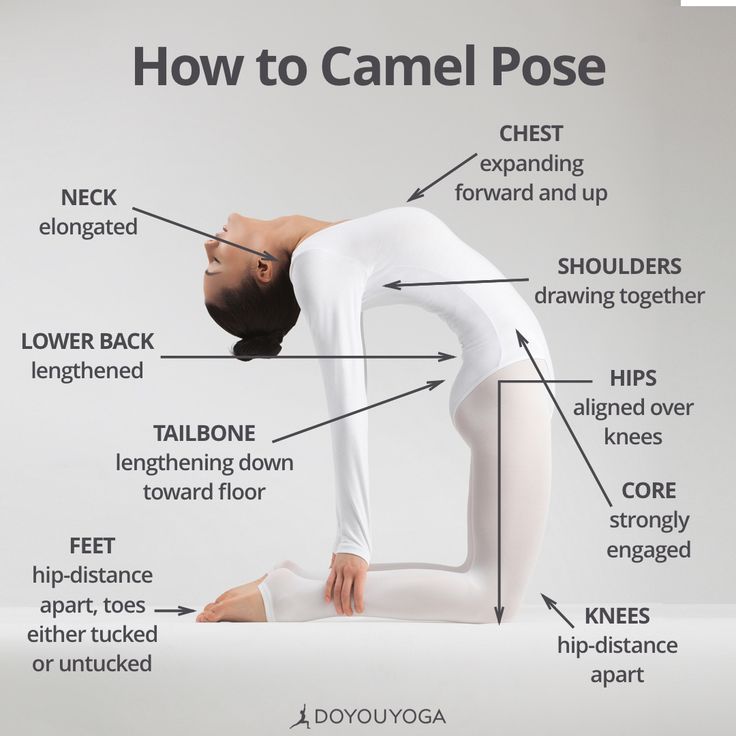 How to Camel Pose
CHEST
expanding
forward and up
NECK
elongated
SHOULDERS
drawing together
LOWER BACK
lengthened
HIPS
aligned over
knees
TAILBONE
lengthening down
toward floor
CORE
strongly
engaged
FEET
hip-distance
apart, toes
either tucked
or untucked
KNEES
hip-distance
apart
DOYOUYOGA